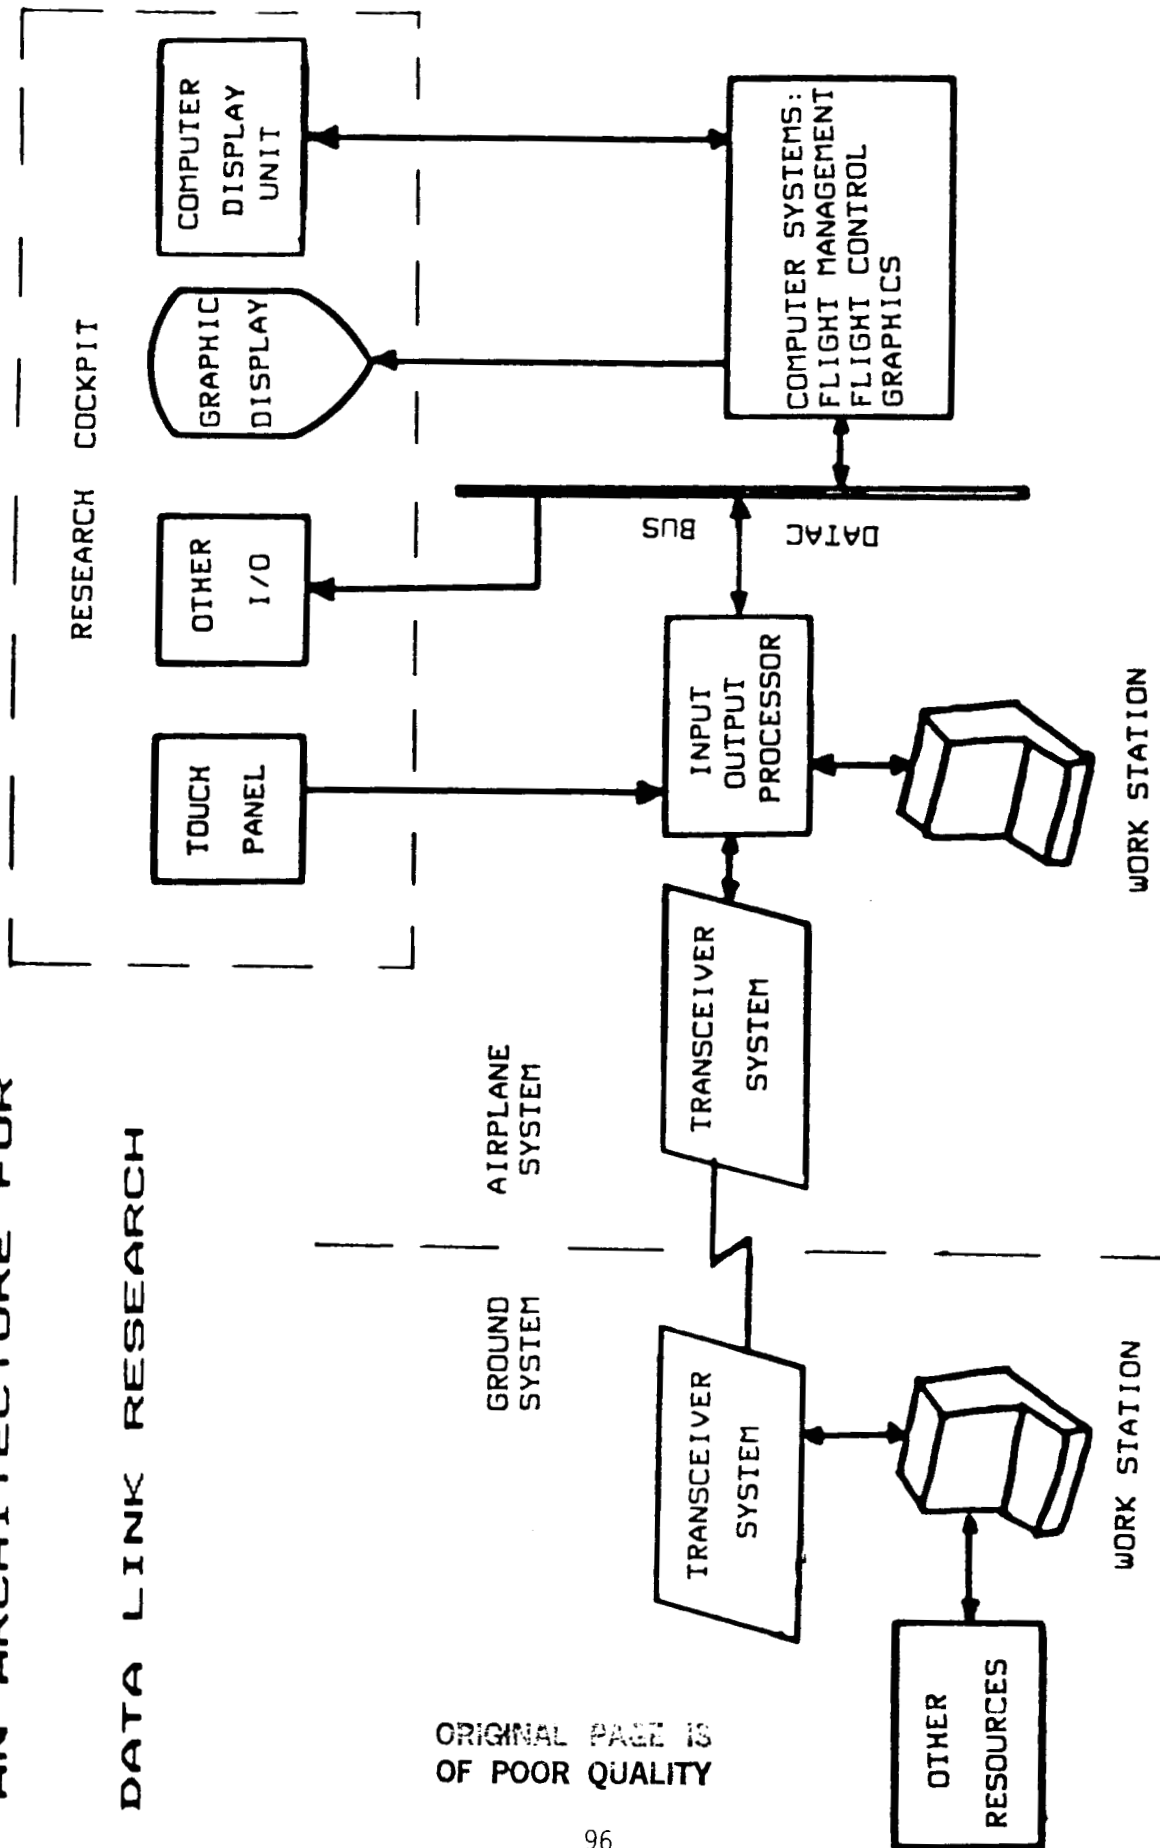 AN ARCHITECTURE FOR
DATA LINK RESEARCH
RESEARCH COCKPIT
TOUCH
PANEL
OTHER
I/O
GRAPHIC
DISPLAY
COMPUTER
DISPLAY
UNIT
GROUND
SYSTEM
AIRPLANE
SYSTEM
TRANSCEIVER
SYSTEM
TRANSCEIVER
SYSTEM
INPUT
OUTPUT
PROCESSOR
BUS
DATAC
COMPUTER SYSTEMS:
FLIGHT MANAGEMENT
FLIGHT CONTROL
GRAPHICS
OTHER
RESOURCES
WORK STATION
WORK STATION
ORIGINAL PAGE IS
OF POOR QUALITY
96